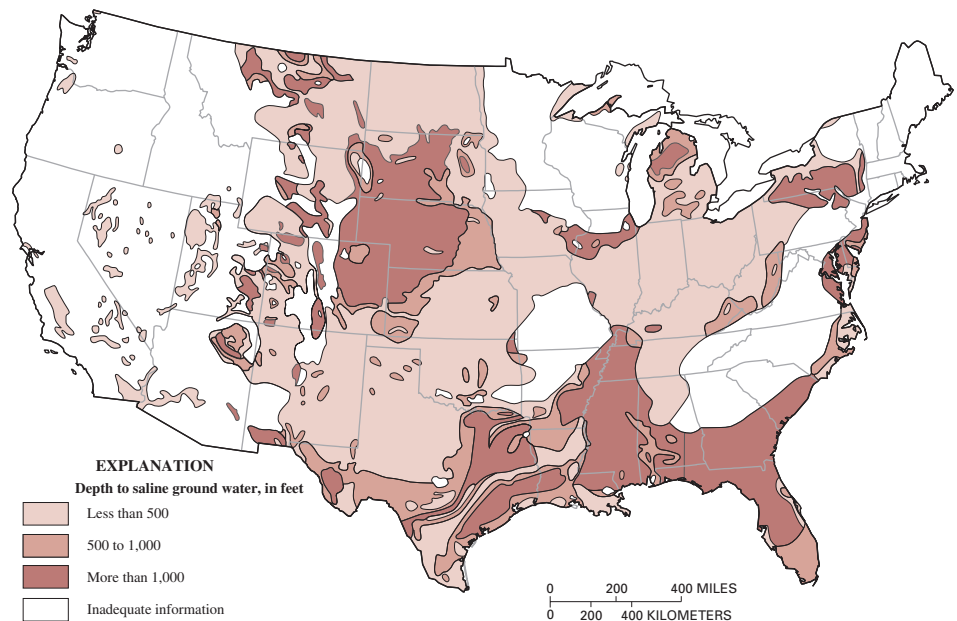 EXPLANATION
Depth to saline ground water, in feet
Less than 500
500 to 1,000
More than 1,000
Inadequate information
0 200 400 MILES
0 200 400 KILOMETERS